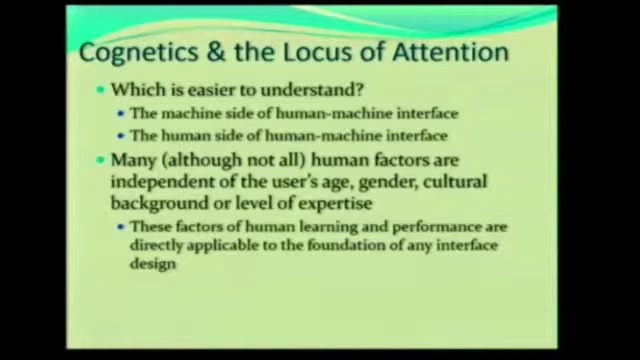 Cognetics & the Locus of Attention
Which is easier to understand?
The machine side of human-machine interface
The human side of human-machine interface
Many (although not all) human factors are
independent of the user's age, gender, cultural
background or level of expertise
These factors of human learning and performance are
directly applicable to the foundation of any interface
design